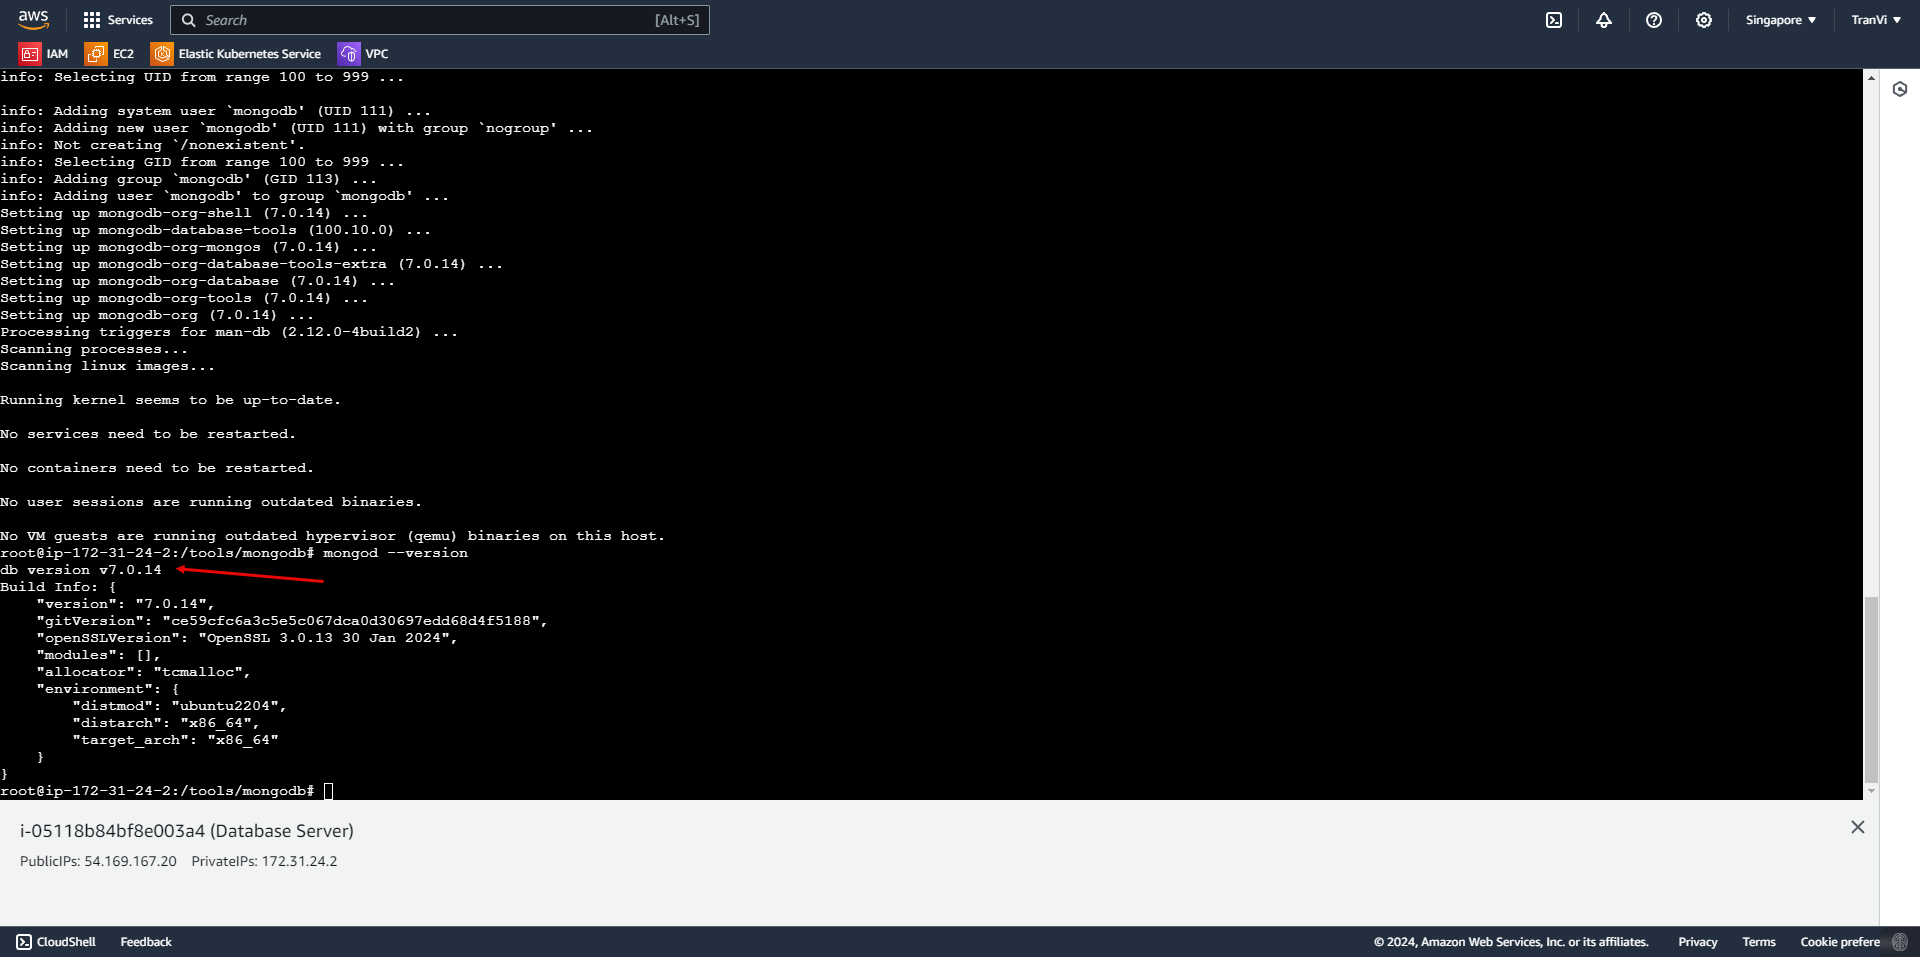 aws
Services
Search [Alt+S]
Singapore ▼
TranVi ▼
IAM
EC2
Elastic Kubernetes Service
VPC
info: Selecting UID from range 100 to 999 ...
info: Adding system user `mongodb' (UID 111) ...
info: Adding new user `mongodb' (UID 111) with group `nogroup' ...
info: Not creating `/nonexistent'.
info: Selecting GID from range 100 to 999 ...
info: Adding group `mongodb' (GID 113) ...
info: Adding user `mongodb' to group `mongodb' ...
Setting up mongodb-org-shell (7.0.14) ...
Setting up mongodb-database-tools (100.10.0) ...
Setting up mongodb-org-mongos (7.0.14) ...
Setting up mongodb-org-database-tools-extra (7.0.14) ...
Setting up mongodb-org-database (7.0.14) ...
Setting up mongodb-org-tools (7.0.14) ...
Setting up mongodb-org (7.0.14) ...
Processing triggers for man-db (2.12.0-4build2) ...
Scanning processes...
Scanning linux images...
Running kernel seems to be up-to-date.
No services need to be restarted.
No containers need to be restarted.
No user sessions are running outdated binaries.
No VM guests are running outdated hypervisor (qemu) binaries on this host.
root@ip-172-31-24-2:/tools/mongodb# mongod --version
db version v7.0.14
Build Info: {
    "version": "7.0.14",
    "gitVersion": "ce59cfc6a3c5e5c067dca0d30697edd68d4f5188",
    "openSSLVersion": "OpenSSL 3.0.13 30 Jan 2024",
    "modules": [],
    "allocator": "tcmalloc",
    "environment": {
        "distmod": "ubuntu2204",
        "distarch": "x86_64",
        "target_arch": "x86_64"
    }
}
root@ip-172-31-24-2:/tools/mongodb#
i-05118b84bf8e003a4 (Database Server)
PublicIPs: 54.169.167.20 PrivateIPs: 172.31.24.2
CloudShell
Feedback
© 2024, Amazon Web Services, Inc. or its affiliates.
Privacy
Terms
Cookie prefere